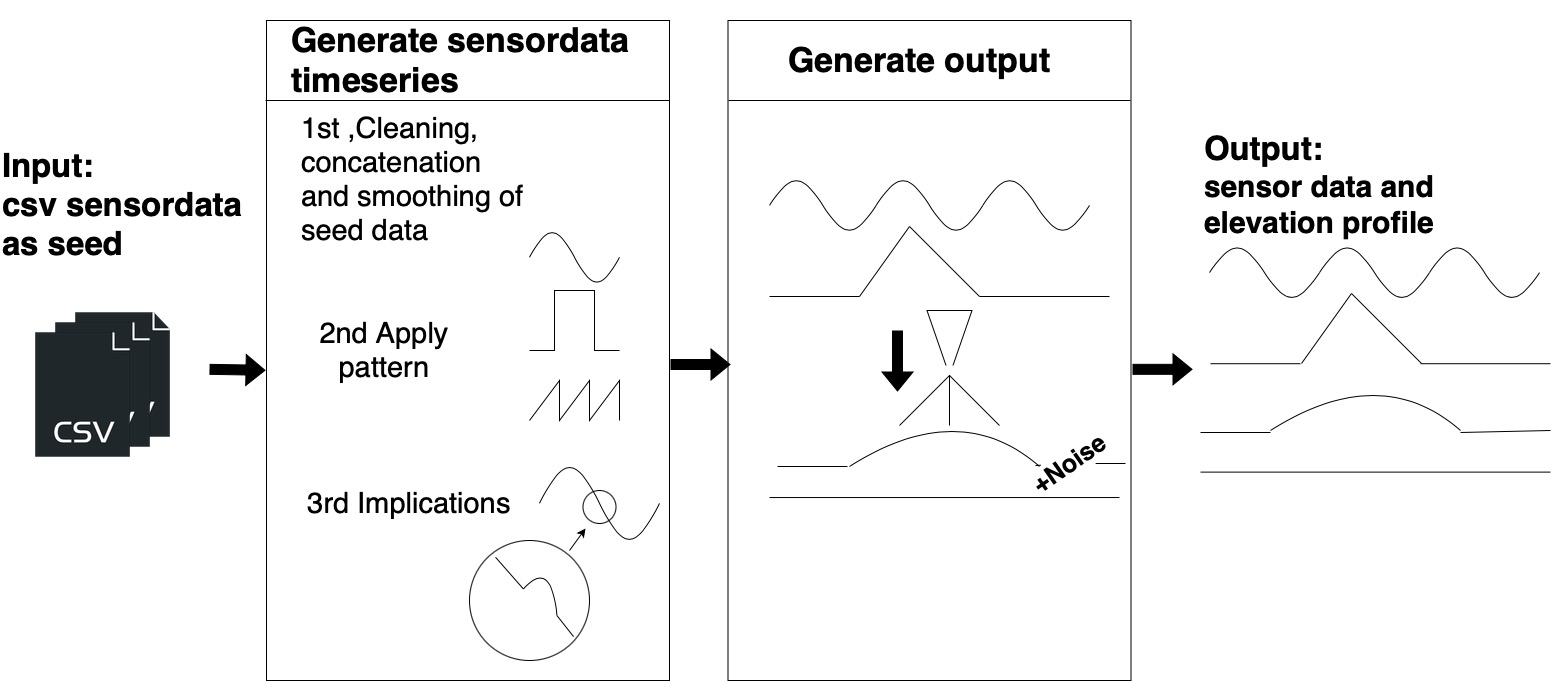 Input:
csv sensordata
as seed
CSV
Generate sensordata
timeseries
1st ,Cleaning,
concatenation
and smoothing of
seed data
2nd Apply
pattern
3rd Implications
Generate output
+Noise
Output:
sensor data and
elevation profile